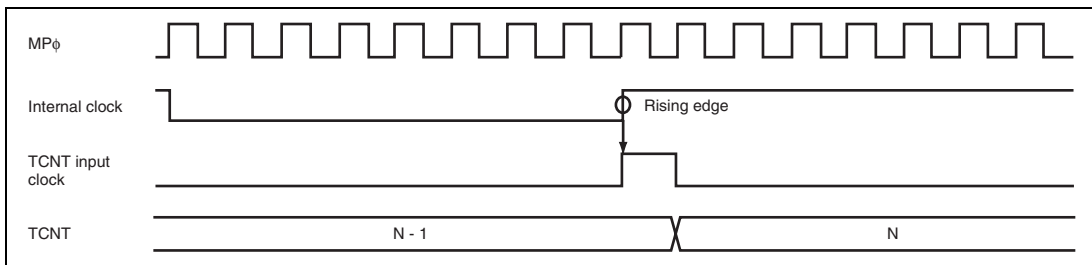 MPφ
Internal clock
Rising edge
TCNT input
clock
TCNT
N - 1
N